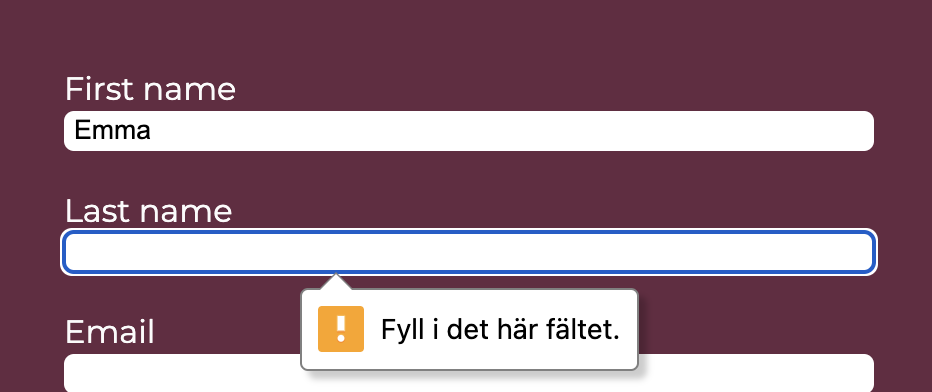 First name
Emma
Last name
Fyll i det här fältet.
Email